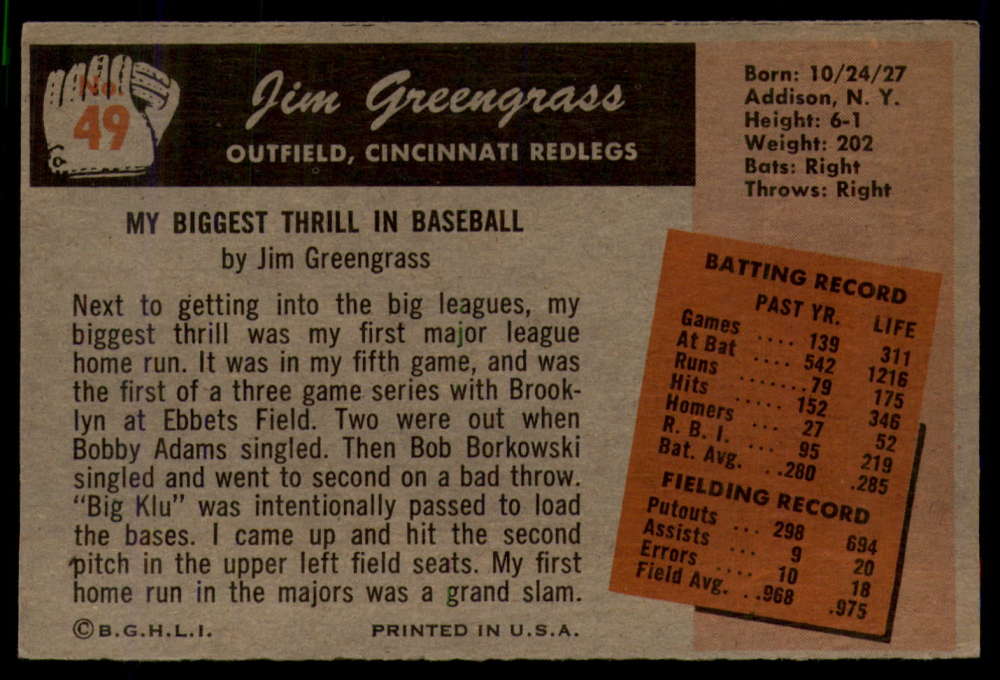 No.
49
Jim Greengrass
OUTFIELD, CINCINNATI REDLEGS
Born: 10/24/27
Addison, N. Y.
Height: 6-1
Weight: 202
Bats: Right
Throws: Right
MY BIGGEST THRILL IN BASEBALL
by Jim Greengrass
Next to getting into the big leagues, my
biggest thrill was my first major league
home run. It was in my fifth game, and was
the first of a three game series with Brook-
lyn at Ebbets Field. Two were out when
Bobby Adams singled. Then Bob Borkowski
singled and went to second on a bad throw.
"Big Klu" was intentionally passed to load
the bases. I came up and hit the second
pitch in the upper left field seats. My first
home run in the majors was a grand slam.
©B.G.H.L.I.
PRINTED IN U.S.A.
BATTING RECORD
PAST YR. LIFE
Games .... 139 311
At Bat .... 542 1216
Runs ....... 79 175
Hits ..... 152 346
Homers ... 27 52
R. B. I. ... 95 219
Bat. Avg. ..280 .285
FIELDING RECORD
Putouts ... 298 694
Assists ... 9 20
Errors .... 10 18
Field Avg. ..968 .975